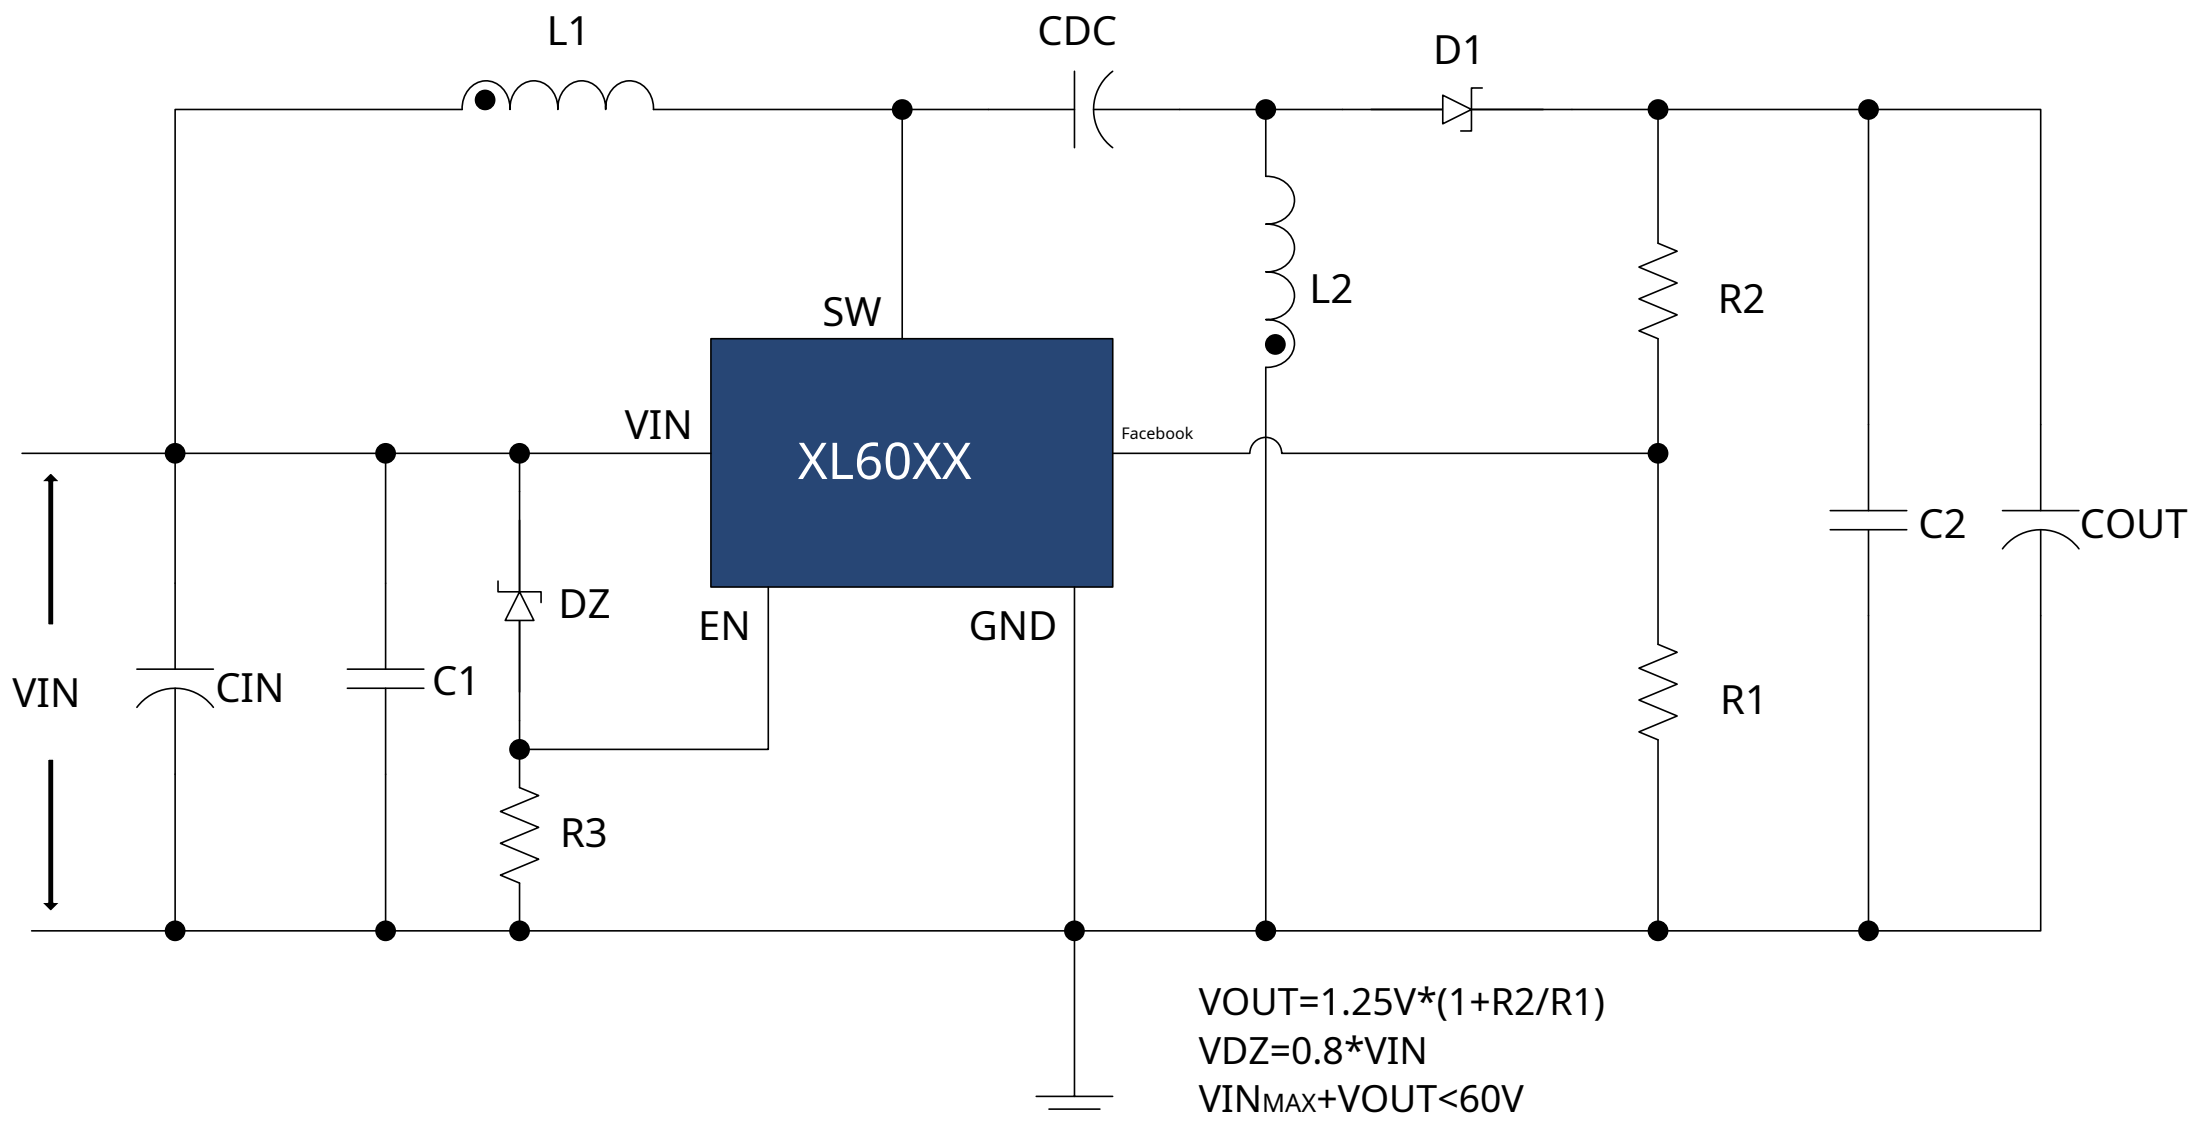 L1
CDC
D1
SW
L2
R2
VIN
XL60XX
Facebook
C2
COUT
DZ
EN
GND
VIN
CIN
C1
R1
R3
VOUT=1.25V*(1+R2/R1)
VDZ=0.8*VIN
VINMAX+VOUT<60V